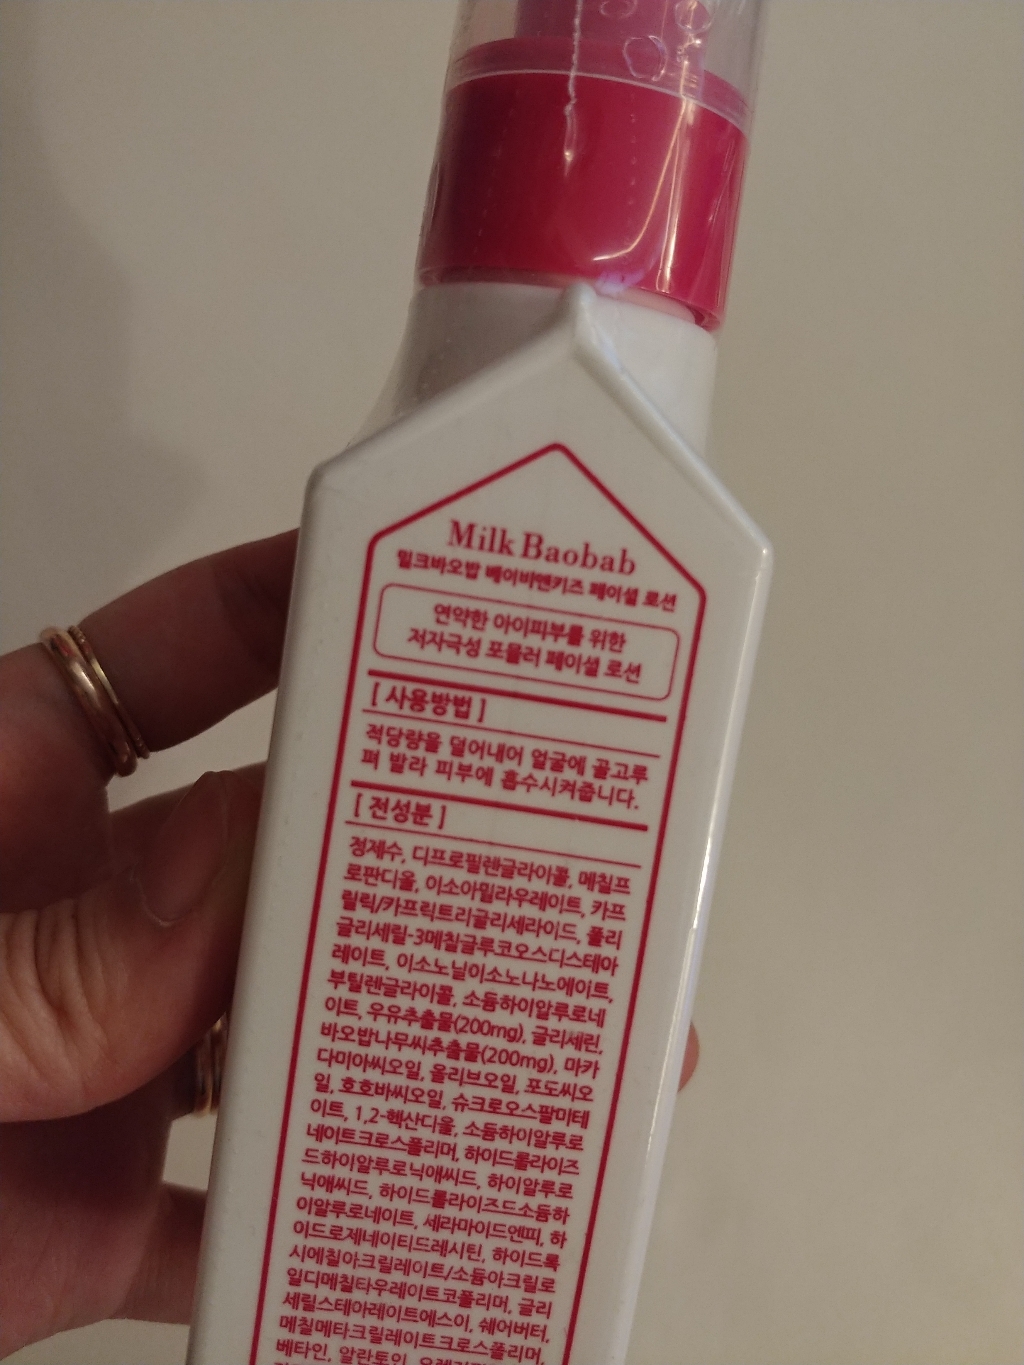 Milk Baobab
밀크바오밥 베이비앤키즈 페이셜 로션
연약한 아이피부를 위한
저자극성 포뮬러 페이셜 로션
[ 사용방법 ]
적당량을 덜어내어 얼굴에 골고루
펴 발라 피부에 흡수시켜줍니다.
[ 전성분 ]
정제수, 디프로필렌글라이콜, 메칠프
로판디올, 이소아밀라우레이트, 카프
릴릭/카프릭트리글리세라이드, 폴리
글리세릴-3메칠글루코오스디스테아
레이트, 이소노닐이소노나노에이트,
부틸렌글라이콜, 소듐하이알루로네
이트, 우유추출물(200mg), 글리세린,
바오밥나무씨추출물(200mg), 마카
다미아씨오일, 올리브오일, 포도씨오
일, 호호바씨오일, 슈크로오스팔미테
이트, 1,2-핵산디올, 소듐하이알루로
네이트크로스폴리머, 하이드롤라이즈
드하이알루로닉애씨드, 하이알루로
닉애씨드, 하이드롤라이즈드소듐하
이알루로네이트, 세라마이드엔피, 하
이드로제네이티드레시틴, 하이드록
시에칠아크릴레이트/소듐아크릴로
일디메칠타우레이트코폴리머, 글리
세릴스테아레이트에스이, 쉐어버터,
메칠메타크릴레이트크로스폴리머,
베타인, 알란토인,